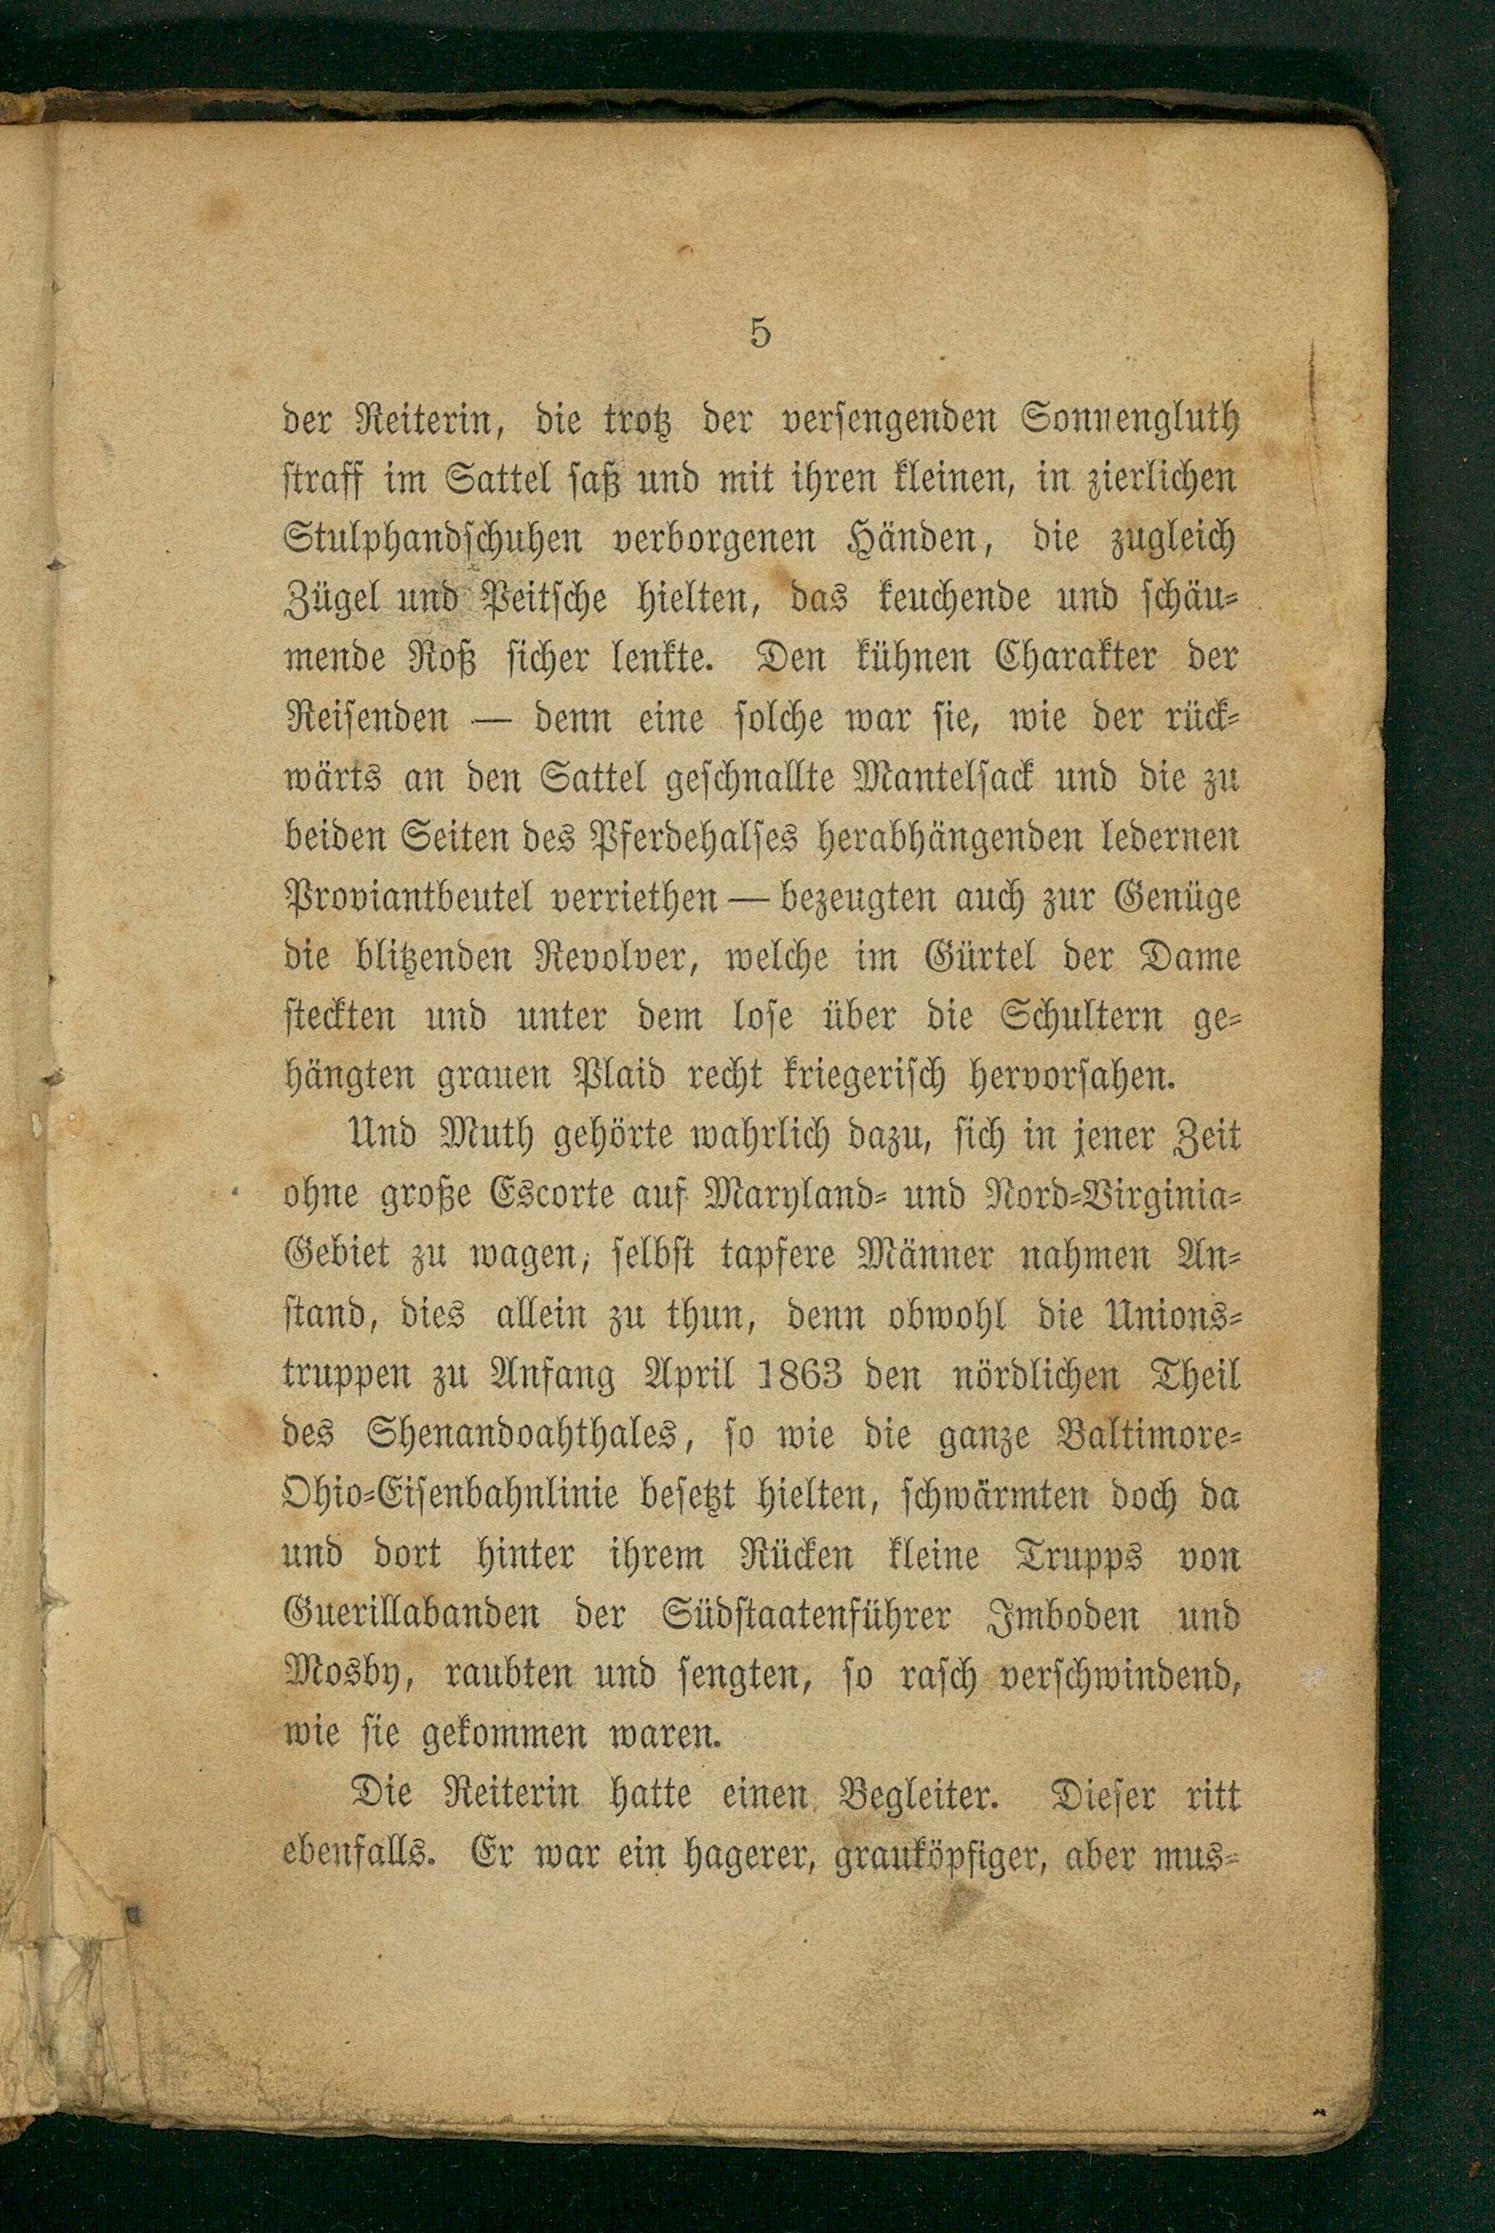 5
der Reiterin, die trotz der versengenden Sonnengluth
straff im Sattel saß und mit ihren kleinen, in zierlichen
Stulphandschuhen verborgenen Händen, die zugleich
Zügel und Peitsche hielten, das keuchende und schäu-
mende Roß sicher lenkte. Den kühnen Charakter der
Reisenden — denn eine solche war sie, wie der rück-
wärts an den Sattel geschnallte Mantelsack und die zu
beiden Seiten des Pferdehalses herabhängenden ledernen
Proviantbeutel verriethen — bezeugten auch zur Genüge
die blitzenden Revolver, welche im Gürtel der Dame
steckten und unter dem lose über die Schultern ge-
hängten grauen Plaid recht kriegerisch hervorsahen.
Und Muth gehörte wahrlich dazu, sich in jener Zeit
ohne große Escorte auf Maryland- und Nord-Virginia-
Gebiet zu wagen; selbst tapfere Männer nahmen An-
stand, dies allein zu thun, denn obwohl die Unions-
truppen zu Anfang April 1863 den nördlichen Theil
des Shenandoahthales, so wie die ganze Baltimore-
Ohio-Eisenbahnlinie besetzt hielten, schwärmten doch da
und dort hinter ihrem Rücken kleine Trupps von
Guerillabanden der Südstaatenführer Imboden und
Mosby, raubten und sengten, so rasch verschwindend,
wie sie gekommen waren.
Die Reiterin hatte einen Begleiter. Dieser ritt
ebenfalls. Er war ein hagerer, grauköpfiger, aber mus-